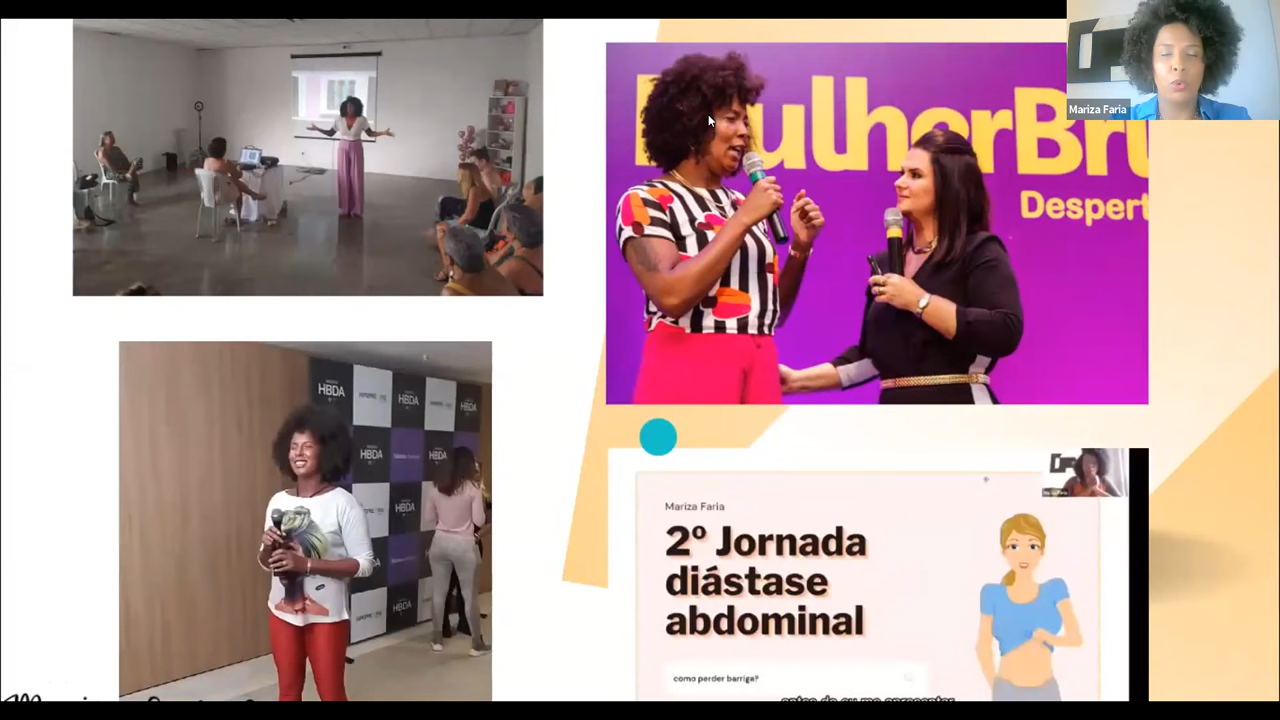 Mariza Faria
MulherBr
Despert
HBDA
HBDA
HBDA
HBDA
HBDA
HBDA
HBDA
Mariza Faria
2º Jornada
diástase
abdominal
como perder barriga?